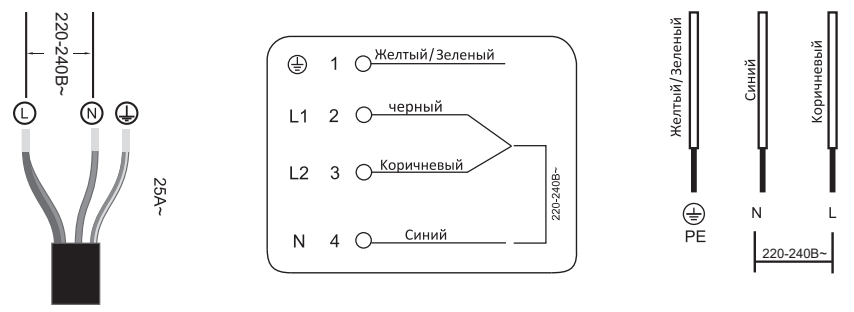 220-240В~
L N
25А~
1 Желтый/Зеленый
L1 2 черный
L2 3 Коричневый
N 4 Синий
220-240В~
Желтый/Зеленый
Синий
Коричневый
PE N L
220-240В~